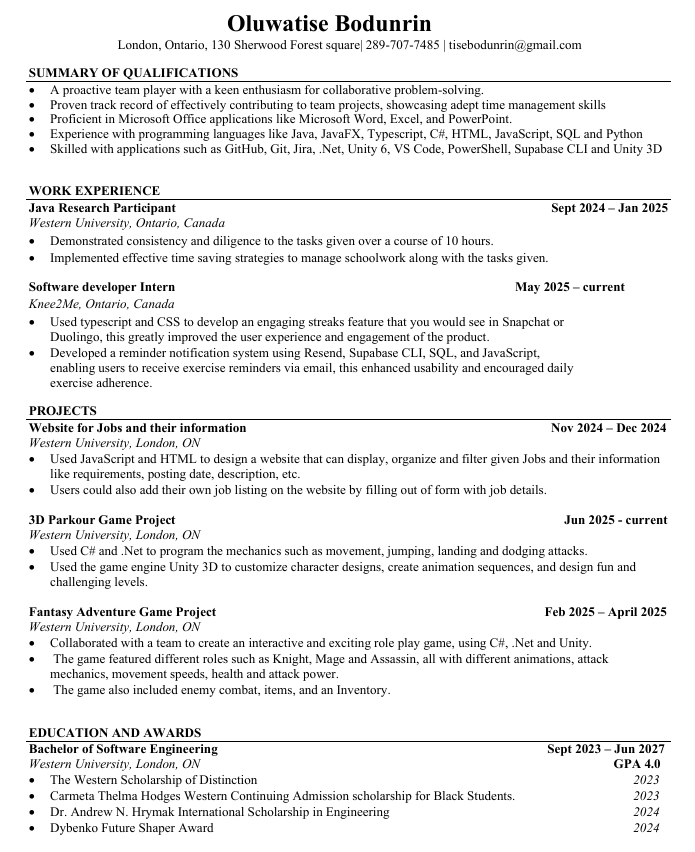 Oluwatise Bodunrin
London, Ontario, 130 Sherwood Forest square| 289-707-7485 | tisebodunrin@gmail.com
SUMMARY OF QUALIFICATIONS
• A proactive team player with a keen enthusiasm for collaborative problem-solving.
• Proven track record of effectively contributing to team projects, showcasing adept time management skills
• Proficient in Microsoft Office applications like Microsoft Word, Excel, and PowerPoint.
• Experience with programming languages like Java, JavaFX, Typescript, C#, HTML, JavaScript, SQL and Python
• Skilled with applications such as GitHub, Git, Jira, .Net, Unity 6, VS Code, PowerShell, Supabase CLI and Unity 3D
WORK EXPERIENCE
Java Research Participant Sept 2024 – Jan 2025
Western University, Ontario, Canada
• Demonstrated consistency and diligence to the tasks given over a course of 10 hours.
• Implemented effective time saving strategies to manage schoolwork along with the tasks given.
Software developer Intern May 2025 – current
Knee2Me, Ontario, Canada
• Used typescript and CSS to develop an engaging streaks feature that you would see in Snapchat or
Duolingo, this greatly improved the user experience and engagement of the product.
• Developed a reminder notification system using Resend, Supabase CLI, SQL, and JavaScript,
enabling users to receive exercise reminders via email, this enhanced usability and encouraged daily
exercise adherence.
PROJECTS
Website for Jobs and their information Nov 2024 – Dec 2024
Western University, London, ON
• Used JavaScript and HTML to design a website that can display, organize and filter given Jobs and their information
like requirements, posting date, description, etc.
• Users could also add their own job listing on the website by filling out of form with job details.
3D Parkour Game Project Jun 2025 - current
Western University, London, ON
• Used C# and .Net to program the mechanics such as movement, jumping, landing and dodging attacks.
• Used the game engine Unity 3D to customize character designs, create animation sequences, and design fun and
challenging levels.
Fantasy Adventure Game Project Feb 2025 – April 2025
Western University, London, ON
• Collaborated with a team to create an interactive and exciting role play game, using C#, .Net and Unity.
• The game featured different roles such as Knight, Mage and Assassin, all with different animations, attack
mechanics, movement speeds, health and attack power.
• The game also included enemy combat, items, and an Inventory.
EDUCATION AND AWARDS
Bachelor of Software Engineering Sept 2023 – Jun 2027
Western University, London, ON GPA 4.0
• The Western Scholarship of Distinction 2023
• Carmeta Thelma Hodges Western Continuing Admission scholarship for Black Students. 2023
• Dr. Andrew N. Hrymak International Scholarship in Engineering 2024
• Dybenko Future Shaper Award 2024